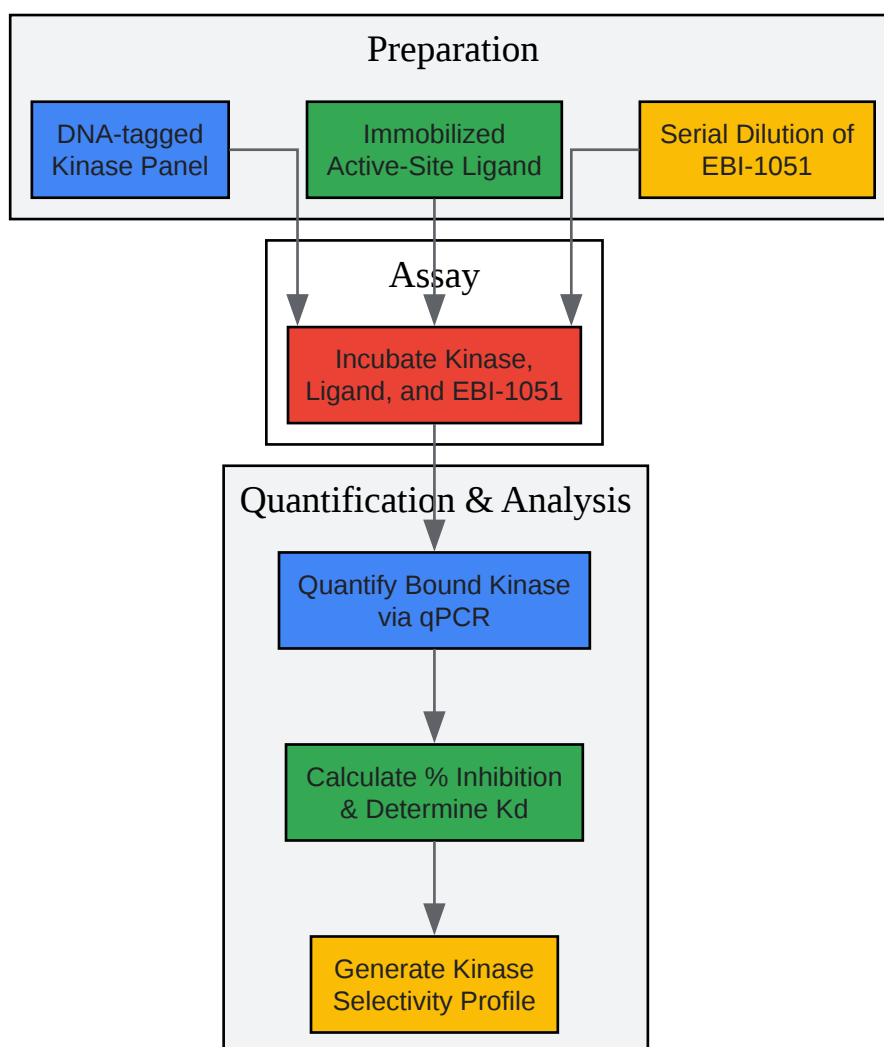 Preparation
DNA-tagged
Kinase Panel
Immobilized
Active-Site Ligand
Serial Dilution of
EBI-1051
Assay
Incubate Kinase,
Ligand, and EBI-1051
Quantification & Analysis
Quantify Bound Kinase
via qPCR
Calculate % Inhibition
& Determine Kd
Generate Kinase
Selectivity Profile